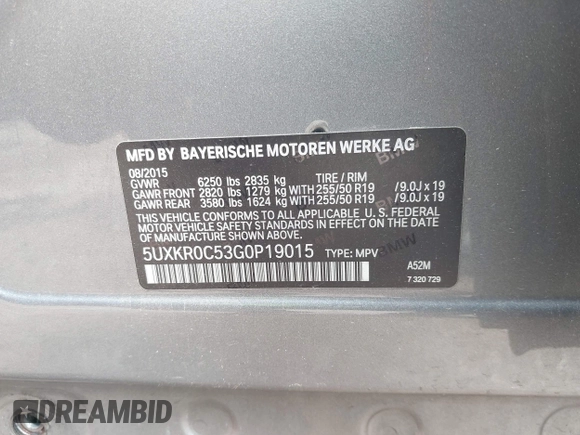 MFD BY BAYERISCHE MOTOREN WERKE AG
08/2015
GVWR 6250 lbs 2835 kg TIRE / RIM
GAWR FRONT 2820 lbs 1279 kg WITH 255/50 R19 /9.0J x 19
GAWR REAR 3580 lbs 1624 kg WITH 255/50 R19 /9.0J x 19
THIS VEHICLE CONFORMS TO ALL APPLICABLE U. S. FEDERAL
MOTOR VEHICLE SAFETY STANDARDS IN EFFECT ON THE
DATE OF MANUFACTURE SHOWN ABOVE.
5UXKR0C53G0P19015 TYPE: MPV
A52M
7 320 729
DREAMBID